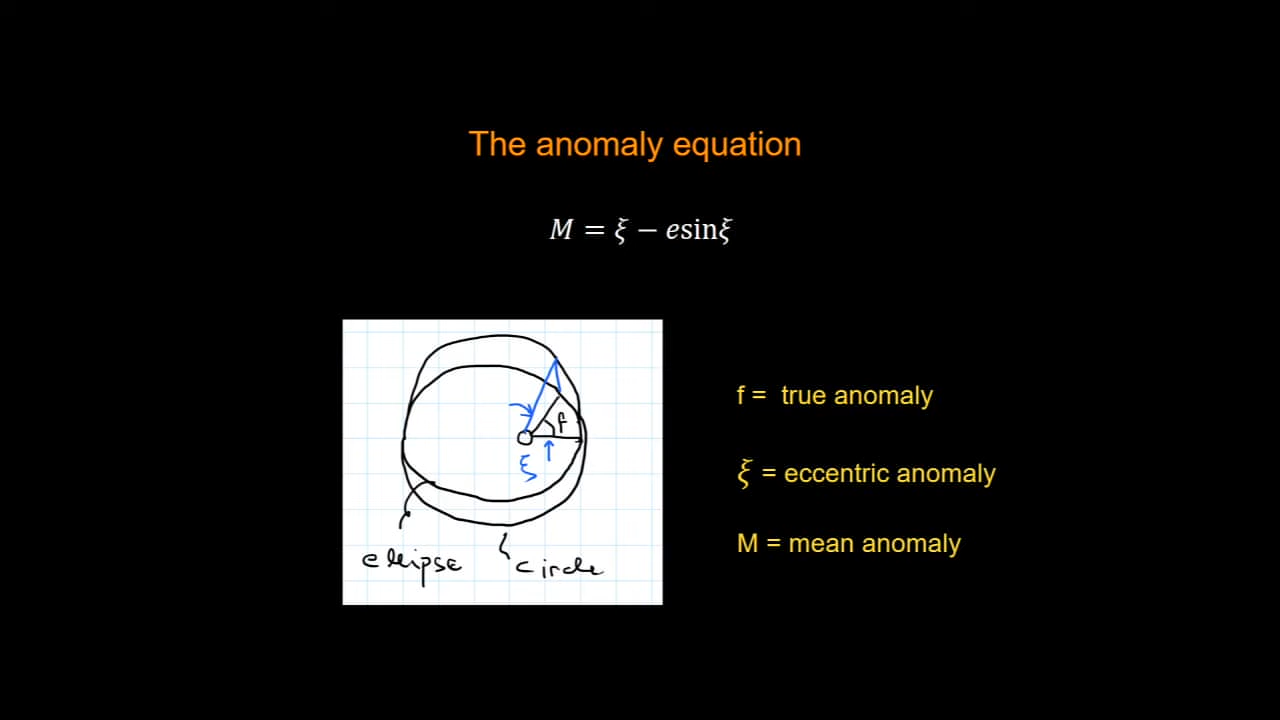 The anomaly equation
M = ξ − esinξ
f
ξ
ellipse
circle
f = true anomaly
ξ = eccentric anomaly
M = mean anomaly